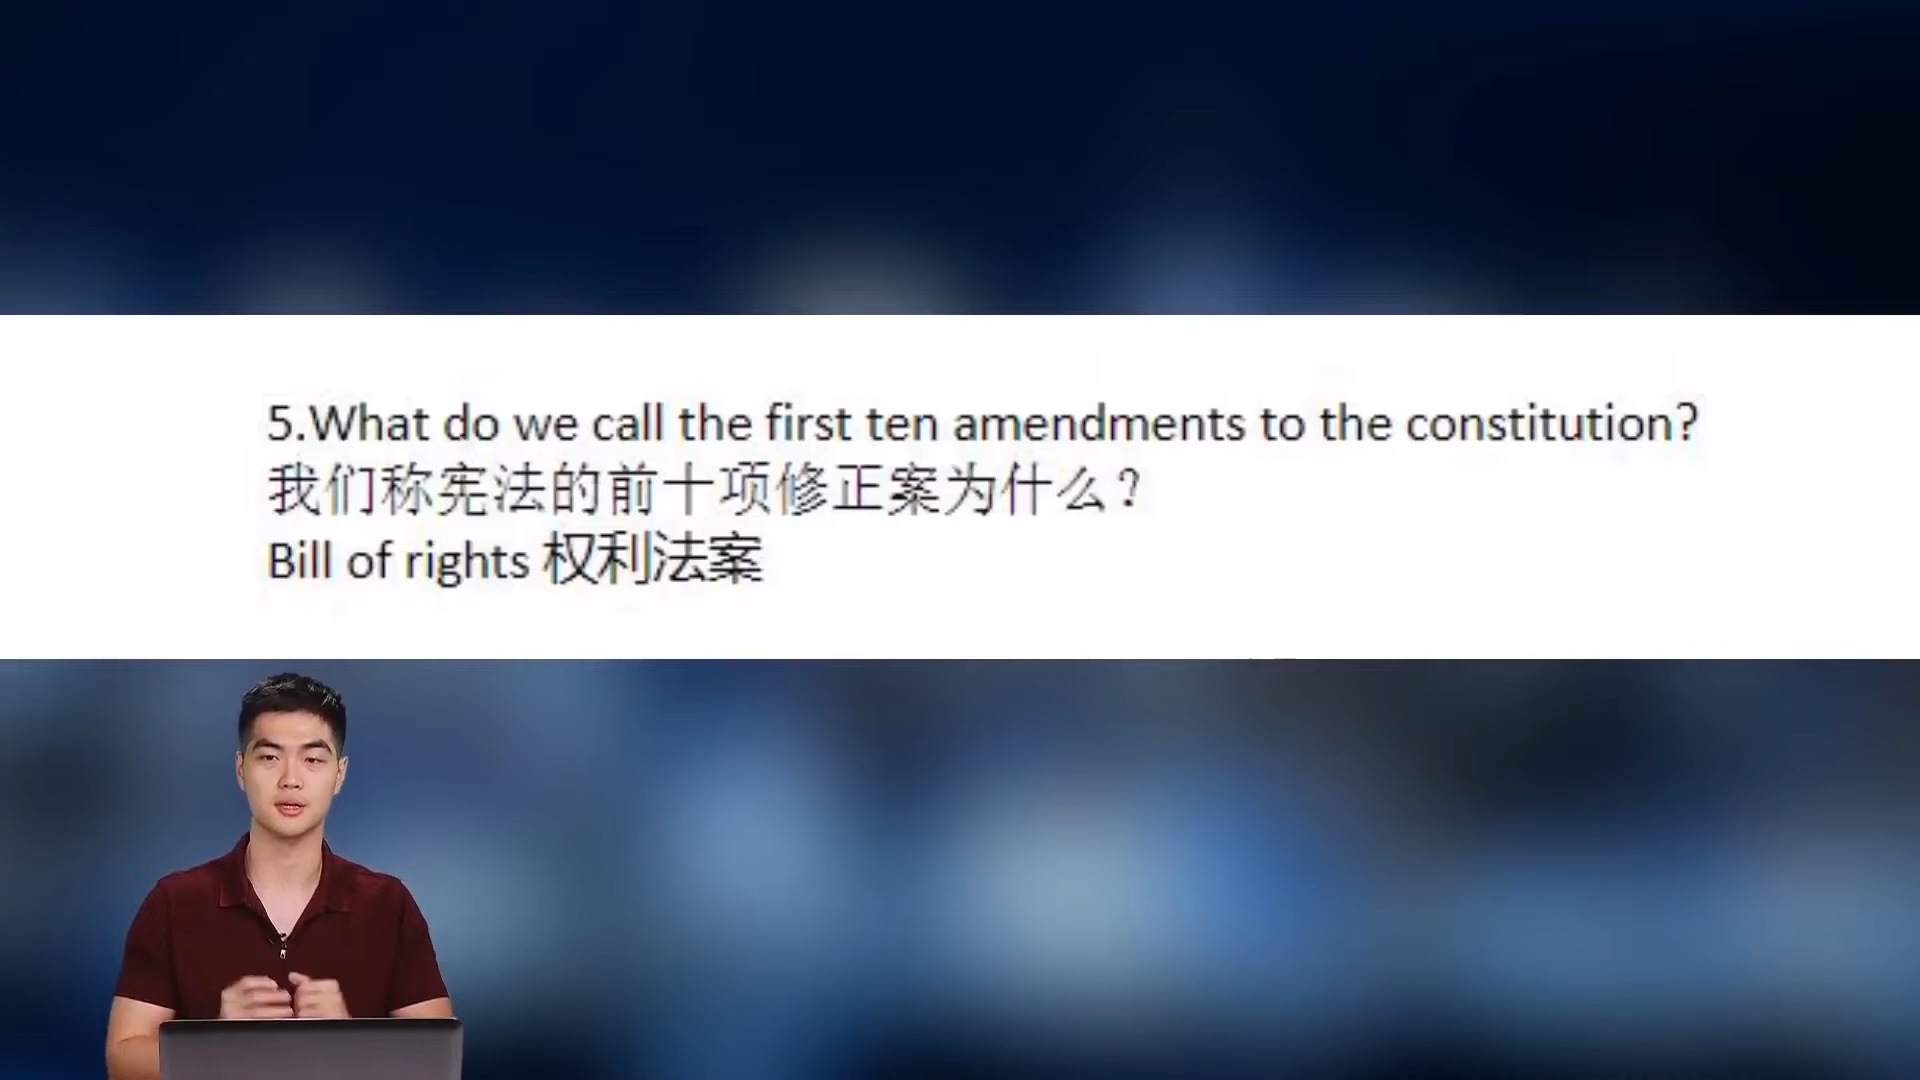 5.What do we call the first ten amendments to the constitution?
我们称宪法的前十项修正案为什么？
Bill of rights 权利法案